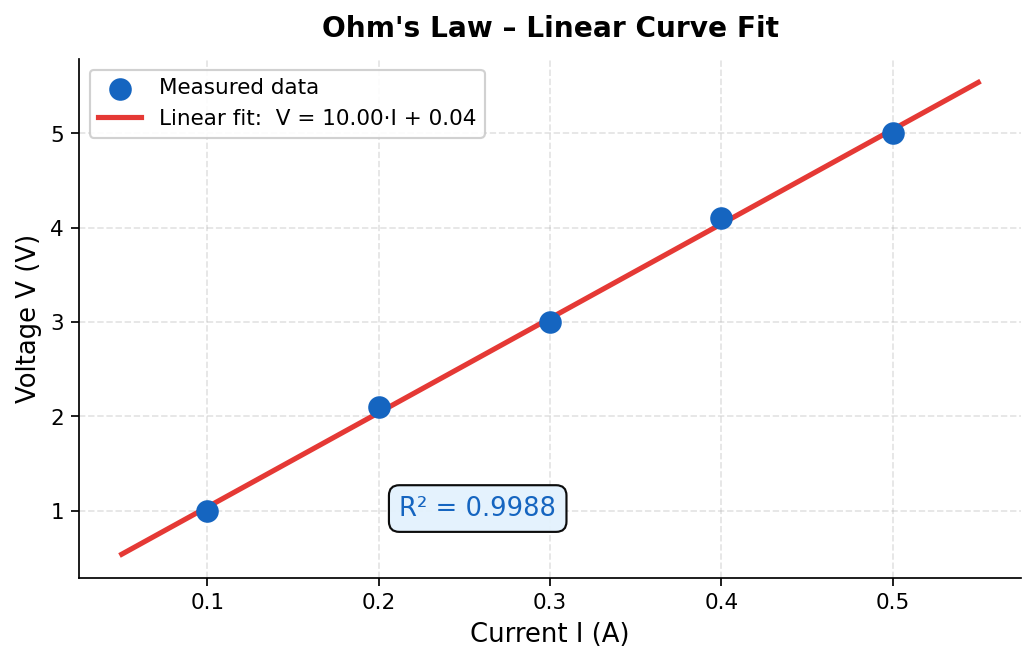 Ohm's Law – Linear Curve Fit
Measured data
Linear fit:  V = 10.00·I + 0.04
Voltage V (V)
5
4
3
2
1
R² = 0.9988
0.1 0.2 0.3 0.4 0.5
Current I (A)